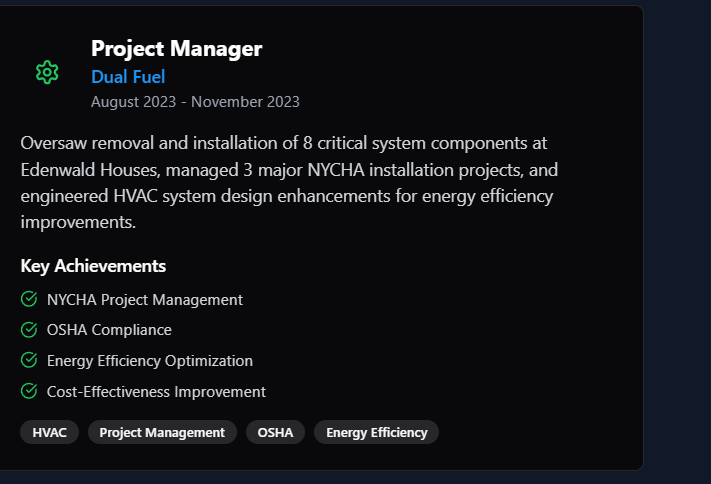 Project Manager
Dual Fuel
August 2023 - November 2023
Oversaw removal and installation of 8 critical system components at
Edenwald Houses, managed 3 major NYCHA installation projects, and
engineered HVAC system design enhancements for energy efficiency
improvements.
Key Achievements
NYCHA Project Management
OSHA Compliance
Energy Efficiency Optimization
Cost-Effectiveness Improvement
HVAC Project Management OSHA Energy Efficiency